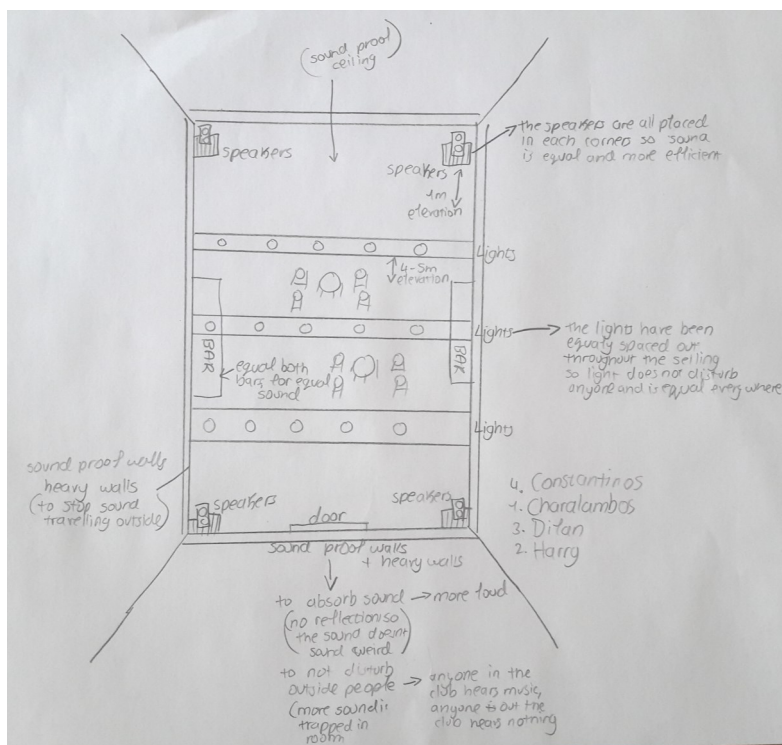 (sound proof
ceiling)
speakers
the speakers are all placed
in each corner so sound
is equal and more efficient
speakers
1m
elevation
Lights
4-5m
elevation
BAR
BAR
Lights
the lights have been
equaly spaced out
throughout the seiling
so light does not disturb
anyone and is equal every where
equal both
bars for equal
sound
Lights
sound proof walls
heavy walls
(to stop sound
travelling outside)
speakers
speakers
door
4. Constantinos
1. Charalambos
3. Dilan
2. Harry
sound proof walls
+ heavy walls
to absorb sound → more loud
(no reflection so
the sound doesnt
sound weird)
to not disturb
outside people
(more sound is
trapped in
room
anyone in the
club hears music,
anyone out the
club hears nothing